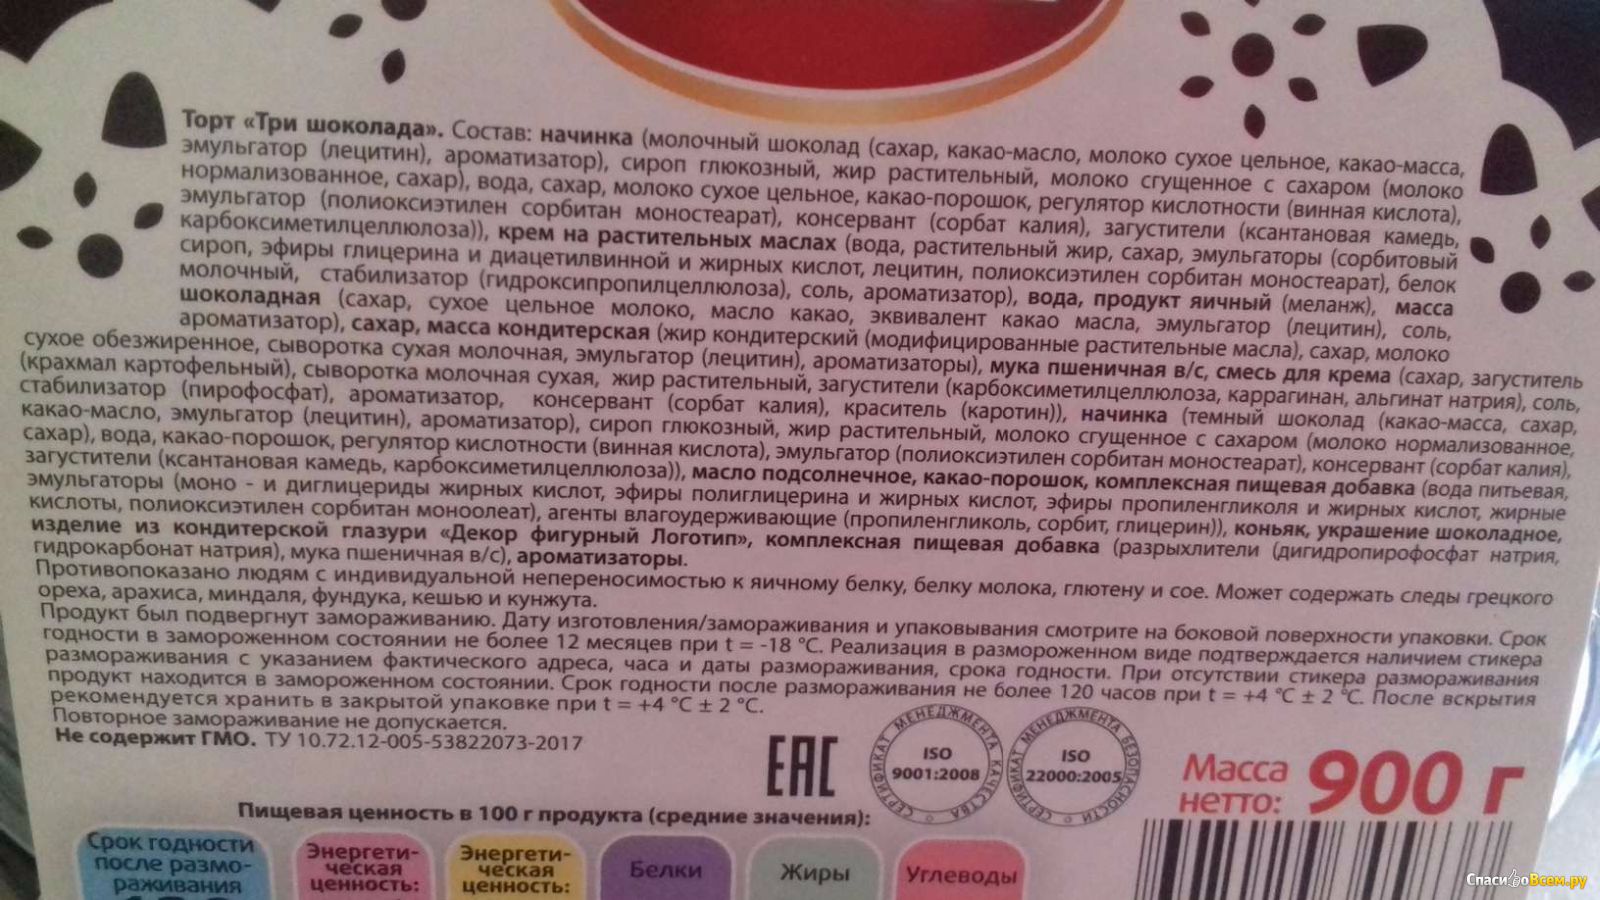 Торт «Три шоколада». Состав: начинка (молочный шоколад (сахар, какао-масло, молоко сухое цельное, какао-масса,
эмульгатор (лецитин), ароматизатор), сироп глюкозный, жир растительный, молоко сгущенное с сахаром (молоко
нормализованное, сахар), вода, сахар, молоко сухое цельное, какао-порошок, регулятор кислотности (винная кислота),
эмульгатор (полиоксиэтилен сорбитан моностеарат), консервант (сорбат калия), загустители (ксантановая камедь,
карбоксиметилцеллюлоза)), крем на растительных маслах (вода, растительный жир, сахар, эмульгаторы (сорбитовый
сироп, эфиры глицерина и диацетилвинной и жирных кислот, лецитин, полиоксиэтилен сорбитан моностеарат), белок
молочный, стабилизатор (гидроксипропилцеллюлоза), соль, ароматизатор), вода, продукт яичный (меланж), масса
шоколадная (сахар, сухое цельное молоко, масло какао, эквивалент какао масла, эмульгатор (лецитин), соль,
ароматизатор), сахар, масса кондитерская (жир кондитерский (модифицированные растительные масла), сахар, молоко
сухое обезжиренное, сыворотка сухая молочная, эмульгатор (лецитин), ароматизаторы), мука пшеничная в/с, смесь для крема (сахар, загуститель
(крахмал картофельный), сыворотка молочная сухая, жир растительный, загустители (карбоксиметилцеллюлоза, каррагинан, альгинат натрия), соль,
стабилизатор (пирофосфат), ароматизатор, консервант (сорбат калия), краситель (каротин)), начинка (темный шоколад (какао-масса, сахар,
какао-масло, эмульгатор (лецитин), ароматизатор), сироп глюкозный, жир растительный, молоко сгущенное с сахаром (молоко нормализованное,
сахар), вода, какао-порошок, регулятор кислотности (винная кислота), эмульгатор (полиоксиэтилен сорбитан моностеарат), консервант (сорбат калия),
загустители (ксантановая камедь, карбоксиметилцеллюлоза)), масло подсолнечное, какао-порошок, комплексная пищевая добавка (вода питьевая,
эмульгаторы (моно - и диглицериды жирных кислот, эфиры полиглицерина и жирных кислот, эфиры пропиленгликоля и жирных кислот, жирные
кислоты, полиоксиэтилен сорбитан моноолеат), агенты влагоудерживающие (пропиленгликоль, сорбит, глицерин)), коньяк, украшение шоколадное,
изделие из кондитерской глазури «Декор фигурный Логотип», комплексная пищевая добавка (разрыхлители (дигидропирофосфат натрия,
гидрокарбонат натрия), мука пшеничная в/с), ароматизаторы.
Противопоказано людям с индивидуальной непереносимостью к яичному белку, белку молока, глютену и сое. Может содержать следы грецкого
ореха, арахиса, миндаля, фундука, кешью и кунжута.
Продукт был подвергнут замораживанию. Дату изготовления/замораживания и упаковывания смотрите на боковой поверхности упаковки. Срок
годности в замороженном состоянии не более 12 месяцев при t = -18 °С. Реализация в размороженном виде подтверждается наличием стикера
размораживания с указанием фактического адреса, часа и даты размораживания, срока годности. При отсутствии стикера размораживания
продукт находится в замороженном состоянии. Срок годности после размораживания не более 120 часов при t = +4 °С ± 2 °С. После вскрытия
рекомендуется хранить в закрытой упаковке при t = +4 °С ± 2 °С.
Повторное замораживание не допускается.
Не содержит ГМО. ТУ 10.72.12-005-53822073-2017
ЕАС
СЕРТИФИКАТ МЕНЕДЖМЕНТА КАЧЕСТВА
ISO
9001:2008
СЕРТИФИКАТ МЕНЕДЖМЕНТА БЕЗОПАСНОСТИ
ISO
22000:2005
Масса
нетто: 900 г
Пищевая ценность в 100 г продукта (средние значения):
Срок годности
после размо-
раживания
Энергети-
ческая
ценность:
Энергети-
ческая
ценность:
Белки
Жиры
Углеводы
СпасибоВсем.ру